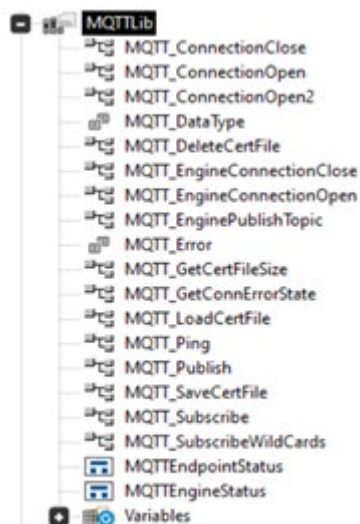 MQTTLib
MQTT_ConnectionClose
MQTT_ConnectionOpen
MQTT_ConnectionOpen2
MQTT_DataType
MQTT_DeleteCertFile
MQTT_EngineConnectionClose
MQTT_EngineConnectionOpen
MQTT_EnginePublishTopic
MQTT_Error
MQTT_GetCertFileSize
MQTT_GetConnErrorState
MQTT_LoadCertFile
MQTT_Ping
MQTT_Publish
MQTT_SaveCertFile
MQTT_Subscribe
MQTT_SubscribeWildCards
MQTTEndpointStatus
MQTTEngineStatus
Variables